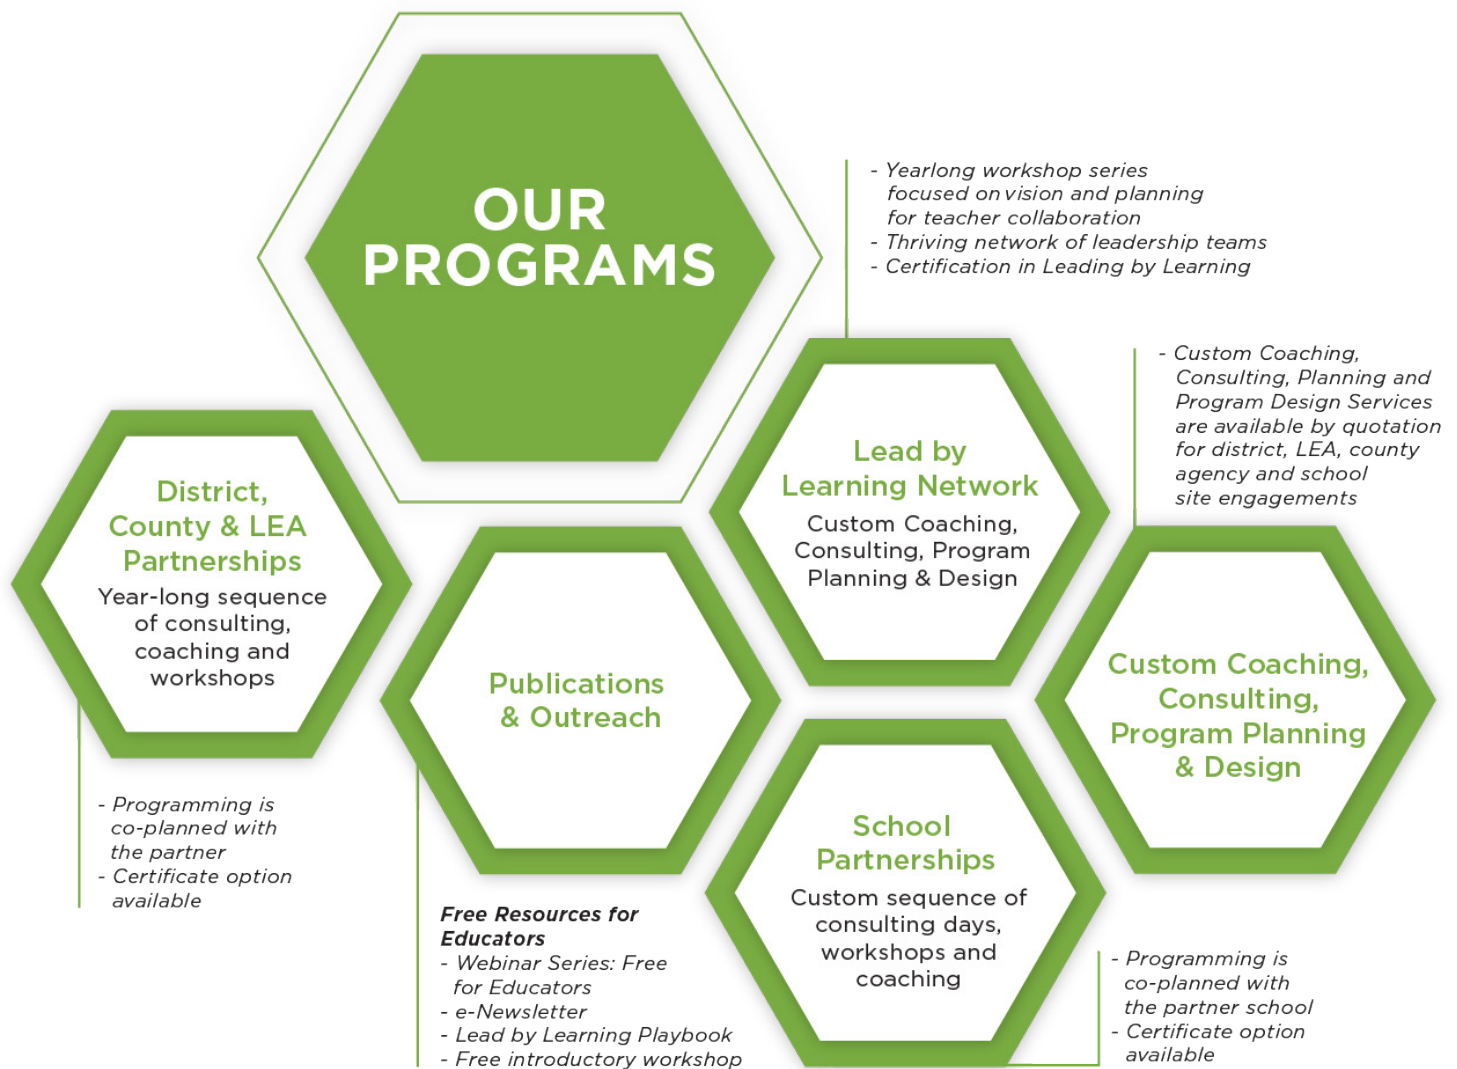 OUR
PROGRAMS
- Yearlong workshop series
focused on vision and planning
for teacher collaboration
- Thriving network of leadership teams
- Certification in Leading by Learning
Lead by
Learning Network
Custom Coaching,
Consulting, Program
Planning & Design
- Custom Coaching,
Consulting, Planning and
Program Design Services
are available by quotation
for district, LEA, county
agency and school
site engagements
Custom Coaching,
Consulting,
Program Planning
& Design
District,
County & LEA
Partnerships
Year-long sequence
of consulting,
coaching and
workshops
- Programming is
co-planned with
the partner
- Certificate option
available
Publications
& Outreach
Free Resources for
Educators
- Webinar Series: Free
for Educators
- e-Newsletter
- Lead by Learning Playbook
- Free introductory workshop
School
Partnerships
Custom sequence of
consulting days,
workshops and
coaching
- Programming is
co-planned with
the partner school
- Certificate option
available